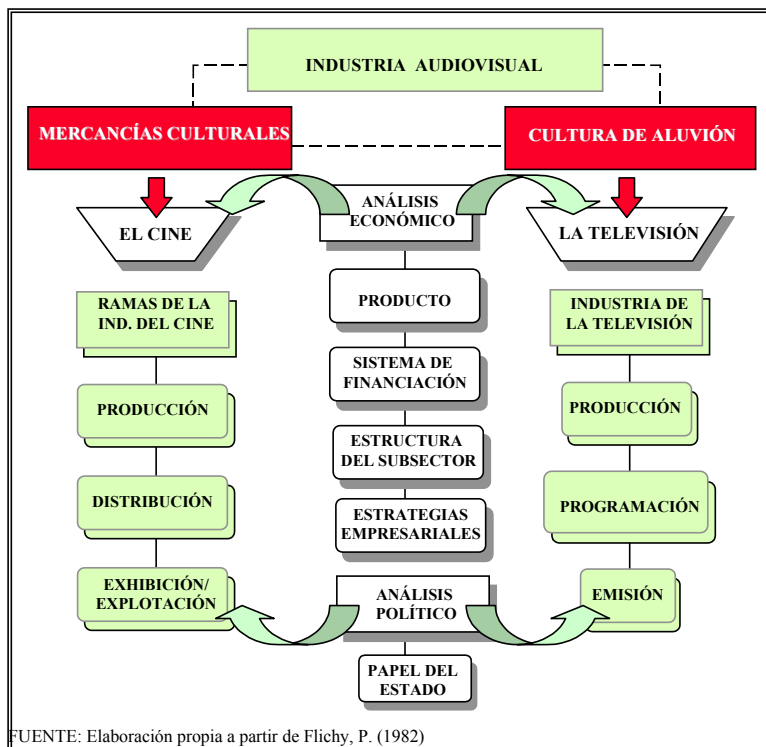 INDUSTRIA AUDIOVISUAL
MERCANCÍAS CULTURALES
CULTURA DE ALUVIÓN
ANÁLISIS
ECONÓMICO
EL CINE
LA TELEVISIÓN
RAMAS DE LA
IND. DEL CINE
PRODUCTO
INDUSTRIA DE
LA TELEVISIÓN
SISTEMA DE
FINANCIACIÓN
PRODUCCIÓN
PRODUCCIÓN
ESTRUCTURA
DEL SUBSECTOR
DISTRIBUCIÓN
PROGRAMACIÓN
ESTRATEGIAS
EMPRESARIALES
EXHIBICIÓN/
EXPLOTACIÓN
ANÁLISIS
POLÍTICO
EMISIÓN
PAPEL DEL
ESTADO
FUENTE: Elaboración propia a partir de Flichy, P. (1982)